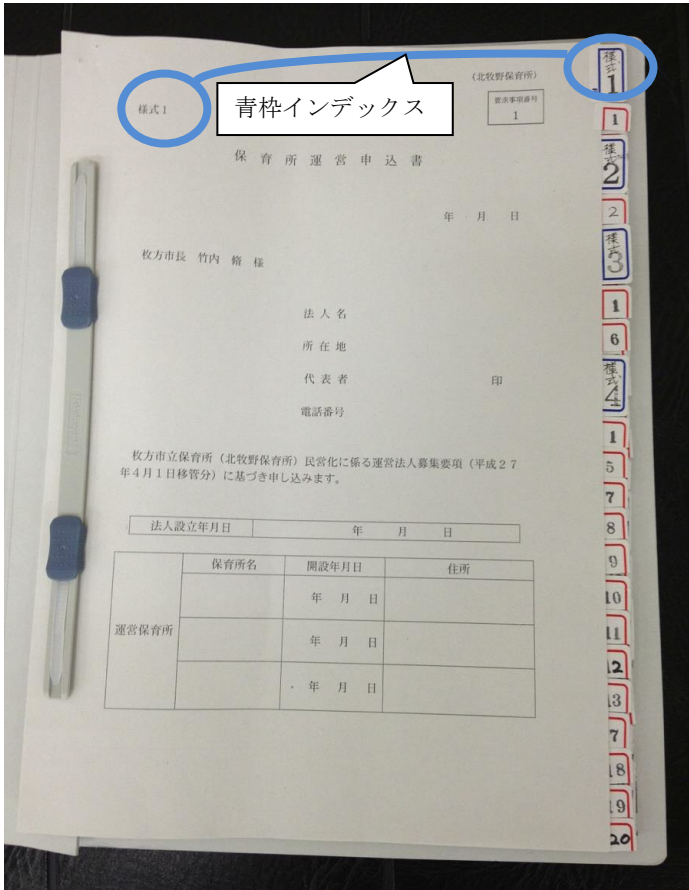 (北牧野保育所)
様式1
青枠インデックス
要求事項番号
1
保育所運営申込書
年 月 日
枚方市長 竹内 脩 様
法人名
所在地
代表者 印
電話番号
枚方市立保育所（北牧野保育所）民営化に係る運営法人募集要項（平成27
年4月1日移管分）に基づき申し込みます。
法人設立年月日 年 月 日
保育所名 開設年月日 住所
運営保育所
年 月 日
年 月 日
年 月 日
様式
1
1
様式
2
2
様式
3
1
6
様式
4
1
5
7
8
9
10
11
12
13
7
18
19
20